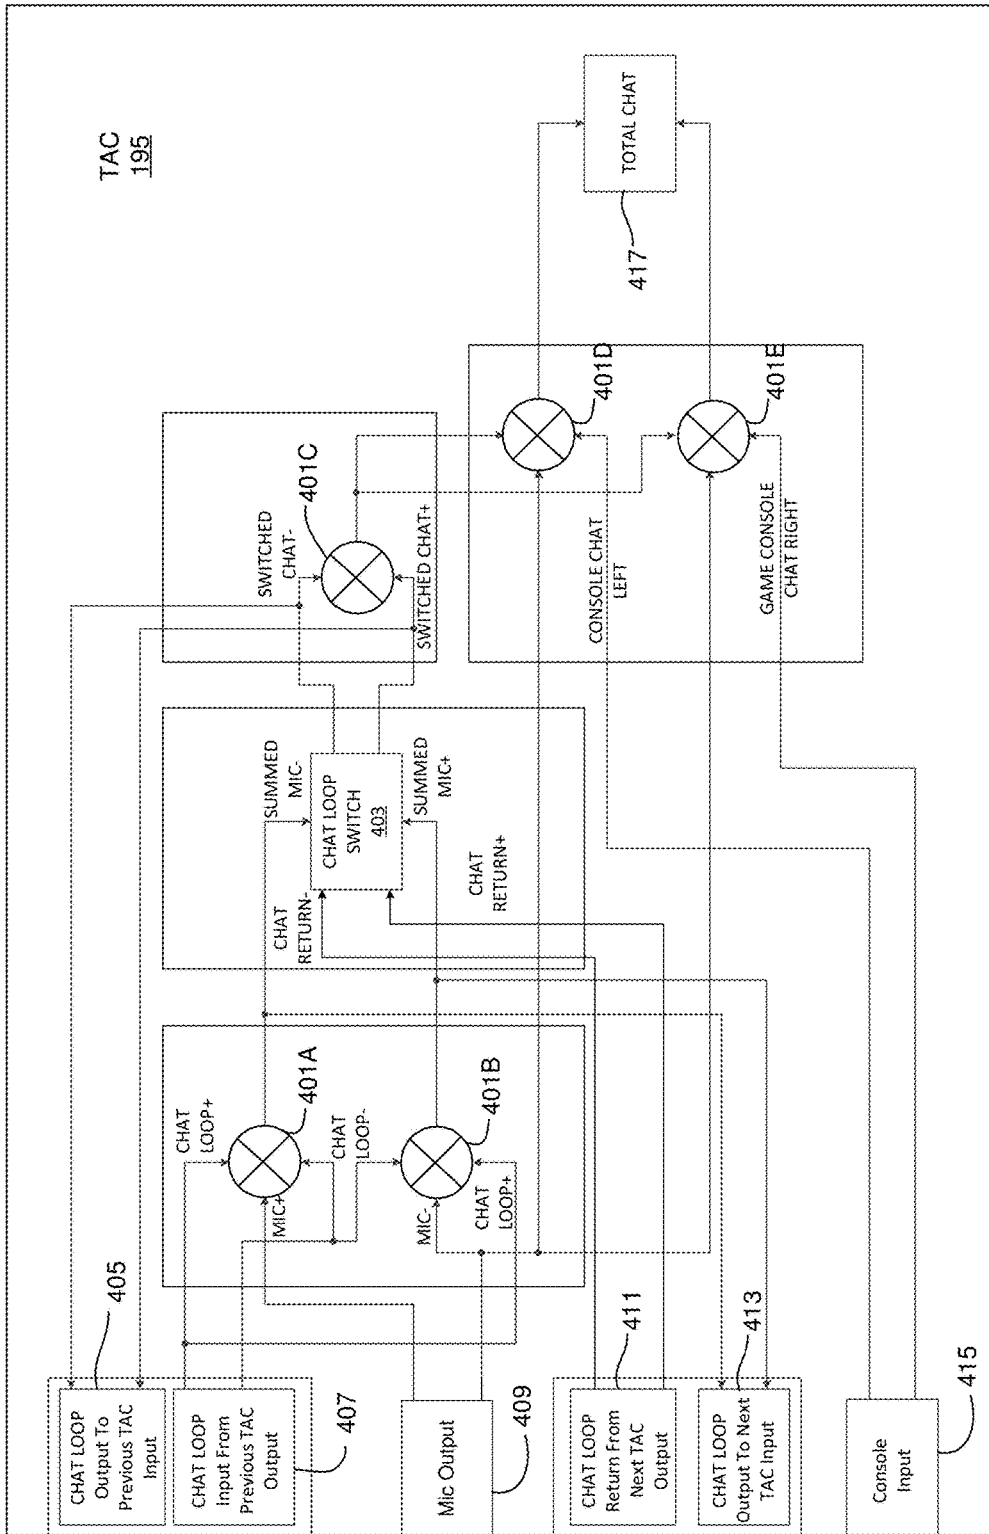 TAC
195
CHAT LOOP
Output To
Previous TAC
Input
405
CHAT LOOP
Input From
Previous TAC
Output
407
Mic Output
409
CHAT LOOP
Return From
Next TAC
Output
411
CHAT LOOP
Output To Next
TAC Input
413
Console
Input
415
CHAT
LOOP+
MIC+
401A
CHAT
LOOP-
MIC-
CHAT
LOOP+
401B
SUMMED
MIC-
CHAT
RETURN-
CHAT LOOP
SWITCH
403
SUMMED
MIC+
CHAT
RETURN+
SWITCHED
CHAT-
401C
SWITCHED CHAT+
CONSOLE CHAT
LEFT
401D
GAME CONSOLE
CHAT RIGHT
401E
TOTAL CHAT
417